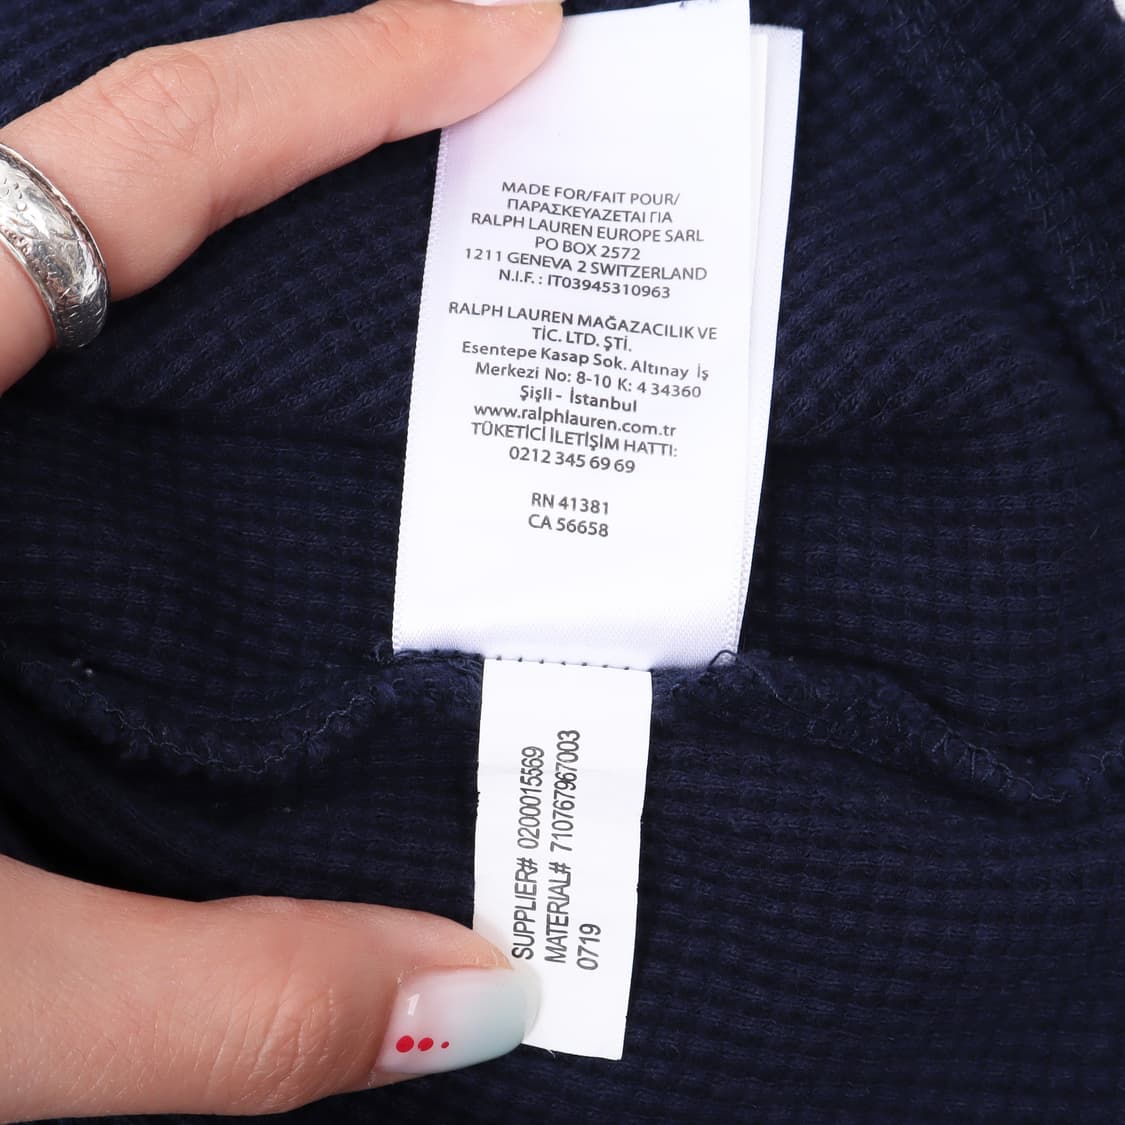 MADE FOR/FAIT POUR/
ΠΑΡΑΣΚΕΥΑΖΕΤΑΙ ΓΙΑ
RALPH LAUREN EUROPE SARL
PO BOX 2572
1211 GENEVA 2 SWITZERLAND
N.I.F. : IT03945310963
RALPH LAUREN MAĞAZACILIK VE
TİC. LTD. ŞTİ.
Esentepe Kasap Sok. Altınay İş
Merkezi No: 8-10 K: 4 34360
Şişli - İstanbul
www.ralphlauren.com.tr
TÜKETİCİ İLETİŞİM HATTI:
0212 345 69 69
RN 41381
CA 56658
SUPPLIER# 0200015569
MATERIAL# 710767967003
0719